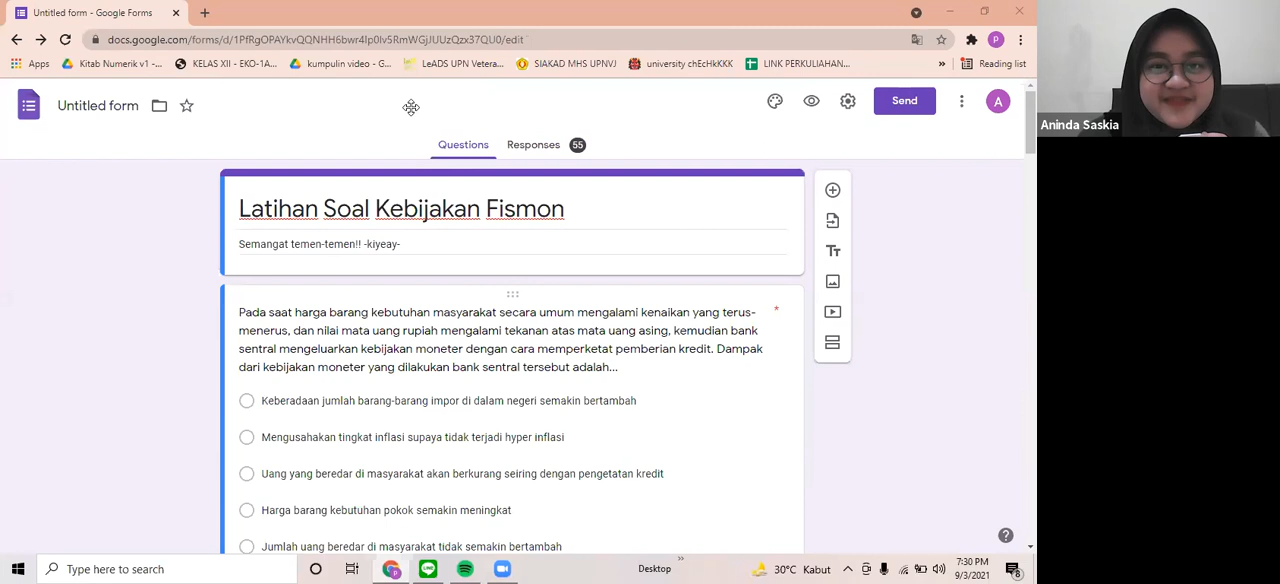 Untitled form - Google Forms
docs.google.com/forms/d/1PfRgOPAYkvQQNHH6bwr4Ip0lv5RmWGjJUUzQzx37QU0/edit
Apps
Kitab Numerik v1 -...
KELAS XII - EKO-1A...
kumpulin video - G...
LeADS UPN Vetera...
SIAKAD MHS UPNVJ
university chEcHkKKK
LINK PERKULIAHAN...
»
Reading list
Untitled form
Send
A
Questions
Responses 55
Latihan Soal Kebijakan Fismon
Semangat temen-temen!! -kiyeay-
Pada saat harga barang kebutuhan masyarakat secara umum mengalami kenaikan yang terus- *
menerus, dan nilai mata uang rupiah mengalami tekanan atas mata uang asing, kemudian bank
sentral mengeluarkan kebijakan moneter dengan cara memperketat pemberian kredit. Dampak
dari kebijakan moneter yang dilakukan bank sentral tersebut adalah...
Keberadaan jumlah barang-barang impor di dalam negeri semakin bertambah
Mengusahakan tingkat inflasi supaya tidak terjadi hyper inflasi
Uang yang beredar di masyarakat akan berkurang seiring dengan pengetatan kredit
Harga barang kebutuhan pokok semakin meningkat
Jumlah uang beredar di masyarakat tidak semakin bertambah
Tт
Type here to search
Desktop
»
30°C Kabut
7:30 PM
9/3/2021
8
Aninda Saskia